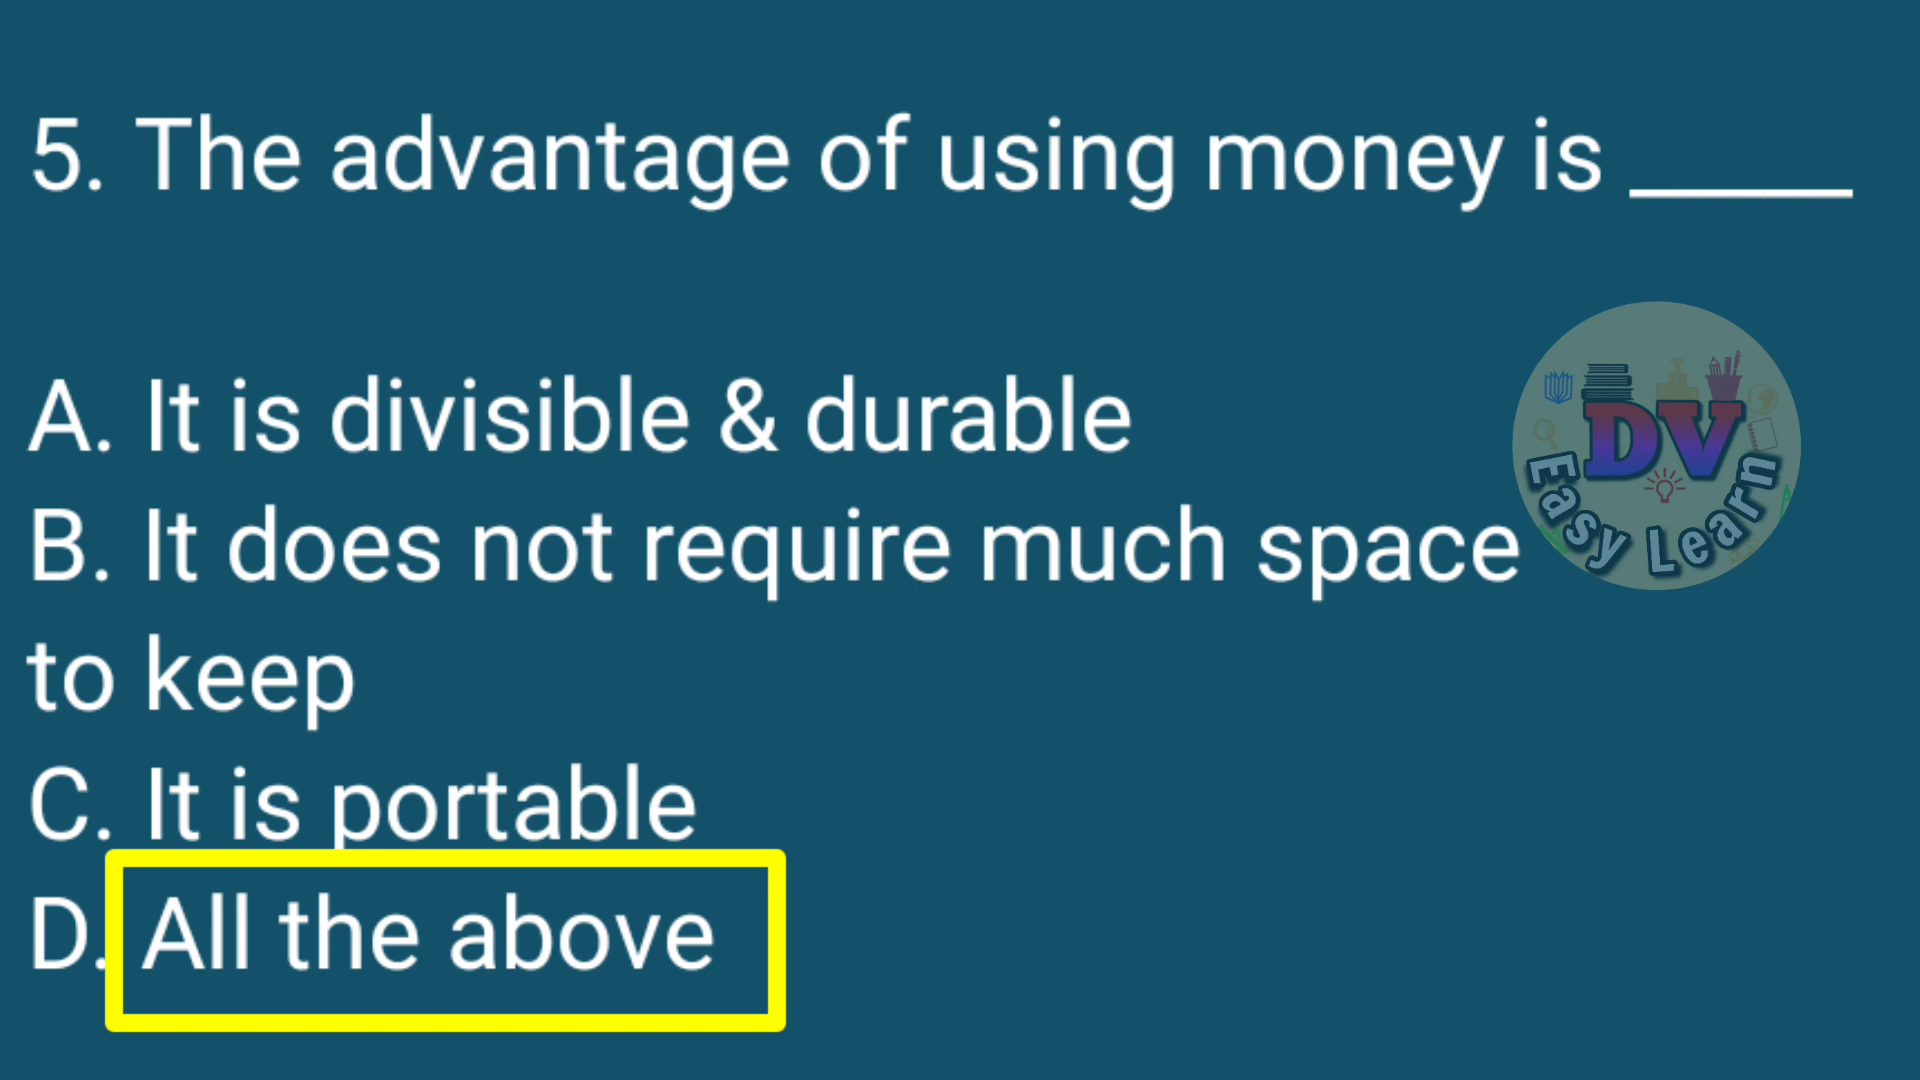 5. The advantage of using money is _____
A. It is divisible & durable
B. It does not require much space
to keep
C. It is portable
D. All the above
DV
Easy Learn